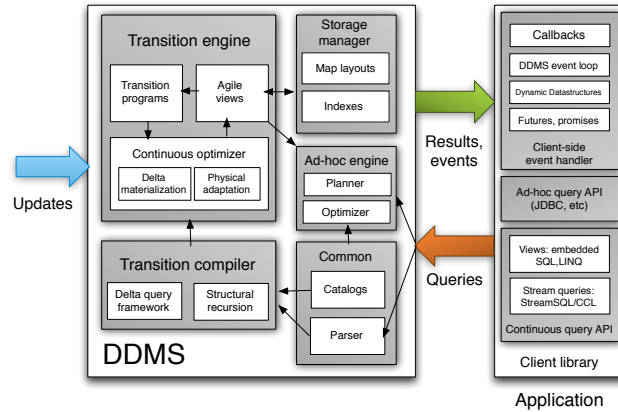 Transition engine
Transition
programs
Agile
views
Continuous optimizer
Delta
materialization
Physical
adaptation
Storage
manager
Map layouts
Indexes
Ad-hoc engine
Planner
Optimizer
Transition compiler
Delta query
framework
Structural
recursion
Common
Catalogs
Parser
DDMS
Updates
Results,
events
Queries
Callbacks
DDMS event loop
Dynamic Datastructures
Futures, promises
Client-side
event handler
Ad-hoc query API
(JDBC, etc)
Views: embedded
SQL,LINQ
Stream queries:
StreamSQL/CCL
Continuous query API
Client library
Application